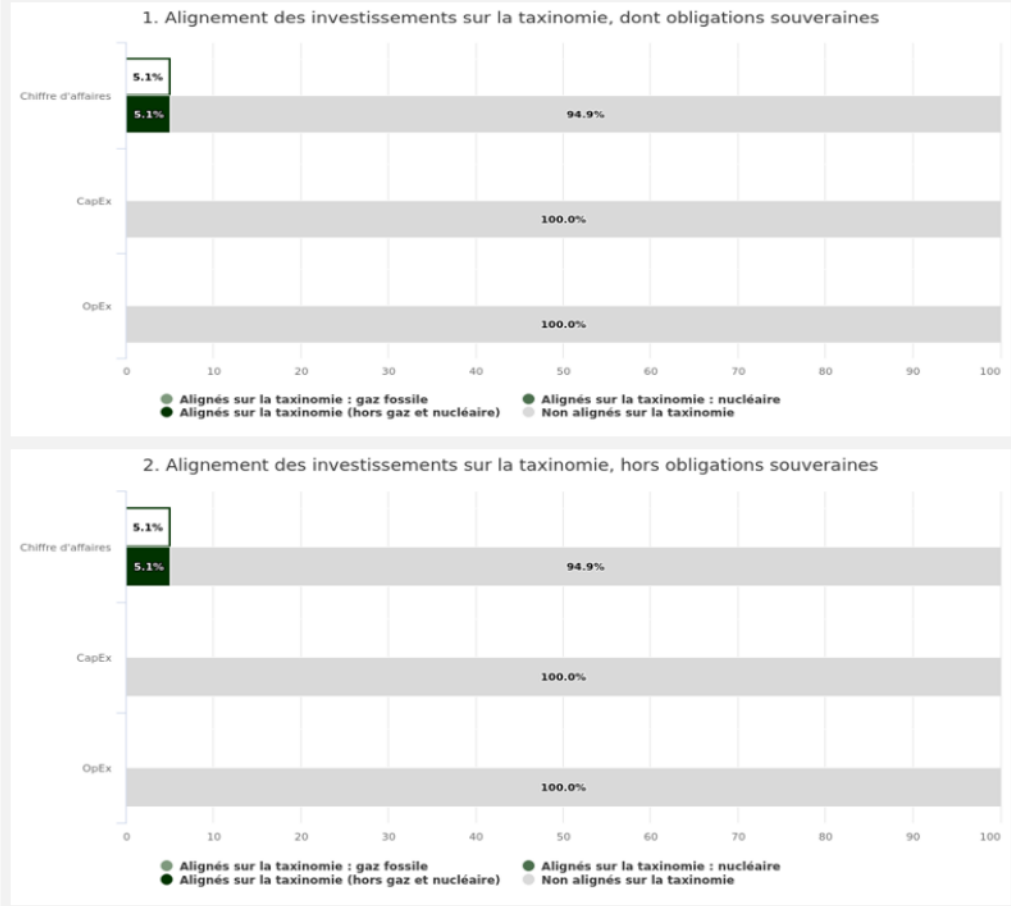 1. Alignement des investissements sur la taxinomie, dont obligations souveraines
5.1%
Chiffre d'affaires
5.1%
94.9%
CapEx
100.0%
OpEx
100.0%
0 10 20 30 40 50 60 70 80 90 100
Alignés sur la taxinomie : gaz fossile
Alignés sur la taxinomie : nucléaire
Alignés sur la taxinomie (hors gaz et nucléaire)
Non alignés sur la taxinomie
2. Alignement des investissements sur la taxinomie, hors obligations souveraines
5.1%
Chiffre d'affaires
5.1%
94.9%
CapEx
100.0%
OpEx
100.0%
0 10 20 30 40 50 60 70 80 90 100
Alignés sur la taxinomie : gaz fossile
Alignés sur la taxinomie : nucléaire
Alignés sur la taxinomie (hors gaz et nucléaire)
Non alignés sur la taxinomie